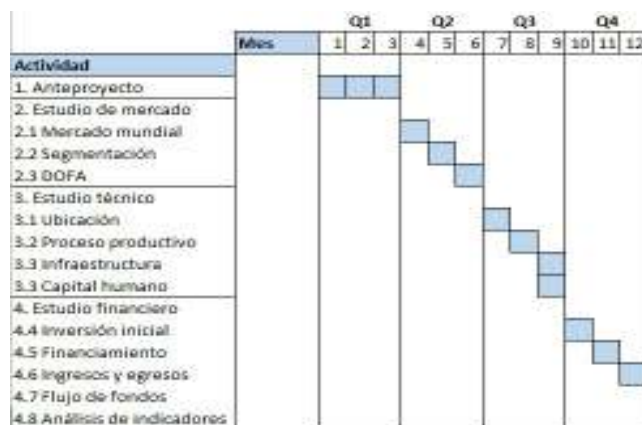 Q1 Q2 Q3 Q4
Mes 1 2 3 4 5 6 7 8 9 10 11 12
Actividad
1. Anteproyecto
2. Estudio de mercado
2.1 Mercado mundial
2.2 Segmentación
2.3 DOFA
3. Estudio técnico
3.1 Ubicación
3.2 Proceso productivo
3.3 Infraestructura
3.3 Capital humano
4. Estudio financiero
4.4 Inversión inicial
4.5 Financiamiento
4.6 Ingresos y egresos
4.7 Flujo de fondos
4.8 Análisis de indicadores